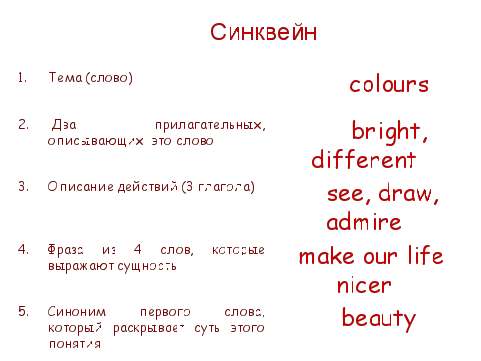 Синквейн
1. Тема (слово)
colours
2. Два прилагательных,
описывающих это слово
bright,
different
3. Описание действий (3 глагола)
see, draw,
admire
4. Фраза из 4 слов, которые
выражают сущность
make our life
nicer
5. Синоним первого слова,
который раскрывает суть этого
понятия
beauty